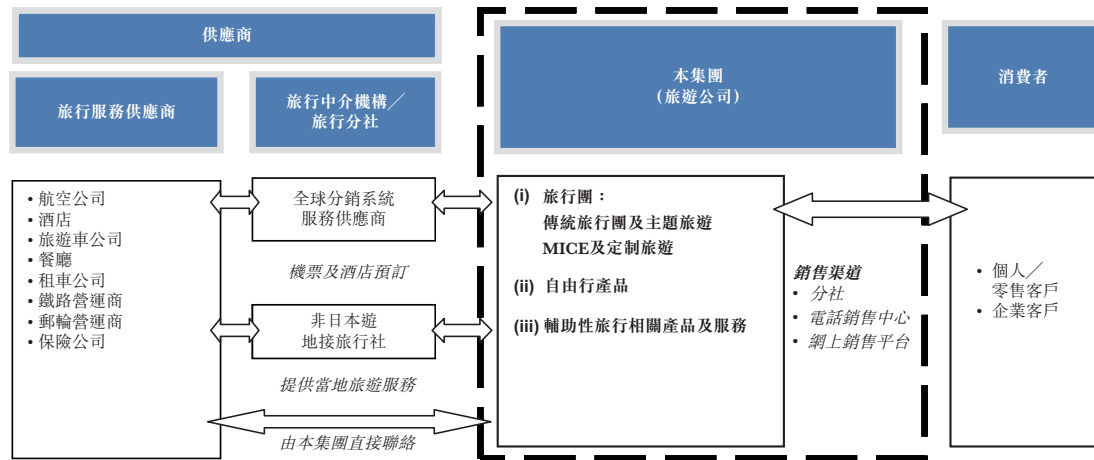 供應商
旅行服務供應商
旅行中介機構／
旅行分社
本集團
(旅遊公司)
消費者
• 航空公司
• 酒店
• 旅遊車公司
• 餐廳
• 租車公司
• 鐵路營運商
• 郵輪營運商
• 保險公司
全球分銷系統
服務供應商
機票及酒店預訂
非日本遊
地接旅行社
提供當地旅遊服務
由本集團直接聯絡
(i) 旅行團：
傳統旅行團及主題旅遊
MICE及定制旅遊
(ii) 自由行產品
(iii) 輔助性旅行相關產品及服務
銷售渠道
• 分社
• 電話銷售中心
• 網上銷售平台
• 個人／
零售客戶
• 企業客戶